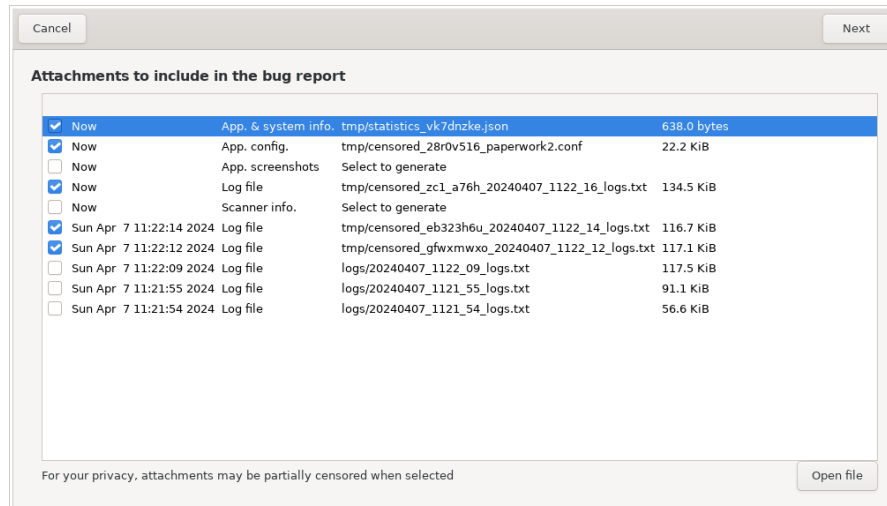 Cancel Next
Attachments to include in the bug report
Now App. & system info. tmp/statistics_vk7dnzke.json 638.0 bytes
Now App. config. tmp/censored_28r0v516_paperwork2.conf 22.2 KiB
Now App. screenshots Select to generate
Now Log file tmp/censored_zc1_a76h_20240407_1122_16_logs.txt 134.5 KiB
Now Scanner info. Select to generate
Sun Apr 7 11:22:14 2024 Log file tmp/censored_eb323h6u_20240407_1122_14_logs.txt 116.7 KiB
Sun Apr 7 11:22:12 2024 Log file tmp/censored_gfwxmwxo_20240407_1122_12_logs.txt 117.1 KiB
Sun Apr 7 11:22:09 2024 Log file logs/20240407_1122_09_logs.txt 117.5 KiB
Sun Apr 7 11:21:55 2024 Log file logs/20240407_1121_55_logs.txt 91.1 KiB
Sun Apr 7 11:21:54 2024 Log file logs/20240407_1121_54_logs.txt 56.6 KiB
For your privacy, attachments may be partially censored when selected Open file